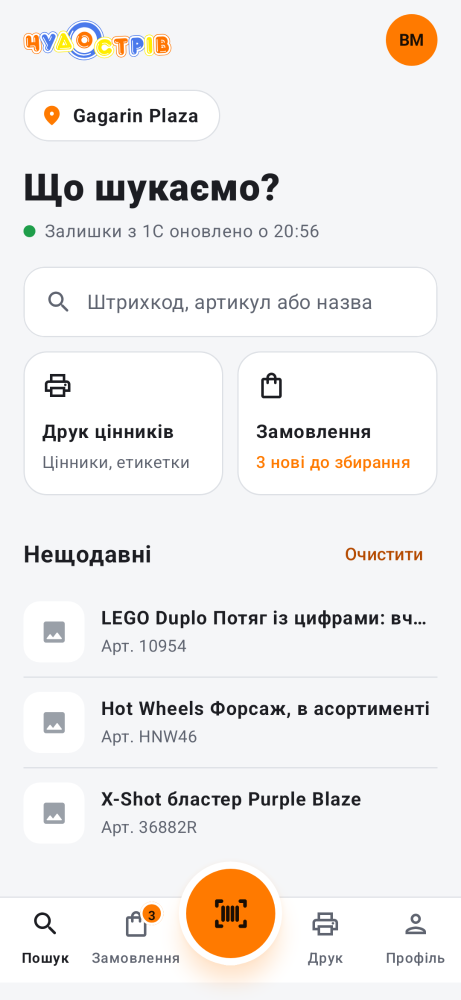 ЧУДОСТРІВ
ВМ
Gagarin Plaza
Що шукаємо?
Залишки з 1С оновлено о 20:56
Штрихкод, артикул або назва
Друк цінників
Цінники, етикетки
Замовлення
3 нові до збирання
Нещодавні
Очистити
LEGO Duplo Потяг із цифрами: вч...
Арт. 10954
Hot Wheels Форсаж, в асортименті
Арт. HNW46
X-Shot бластер Purple Blaze
Арт. 36882R
3
Пошук
Замовлення
Друк
Профіль